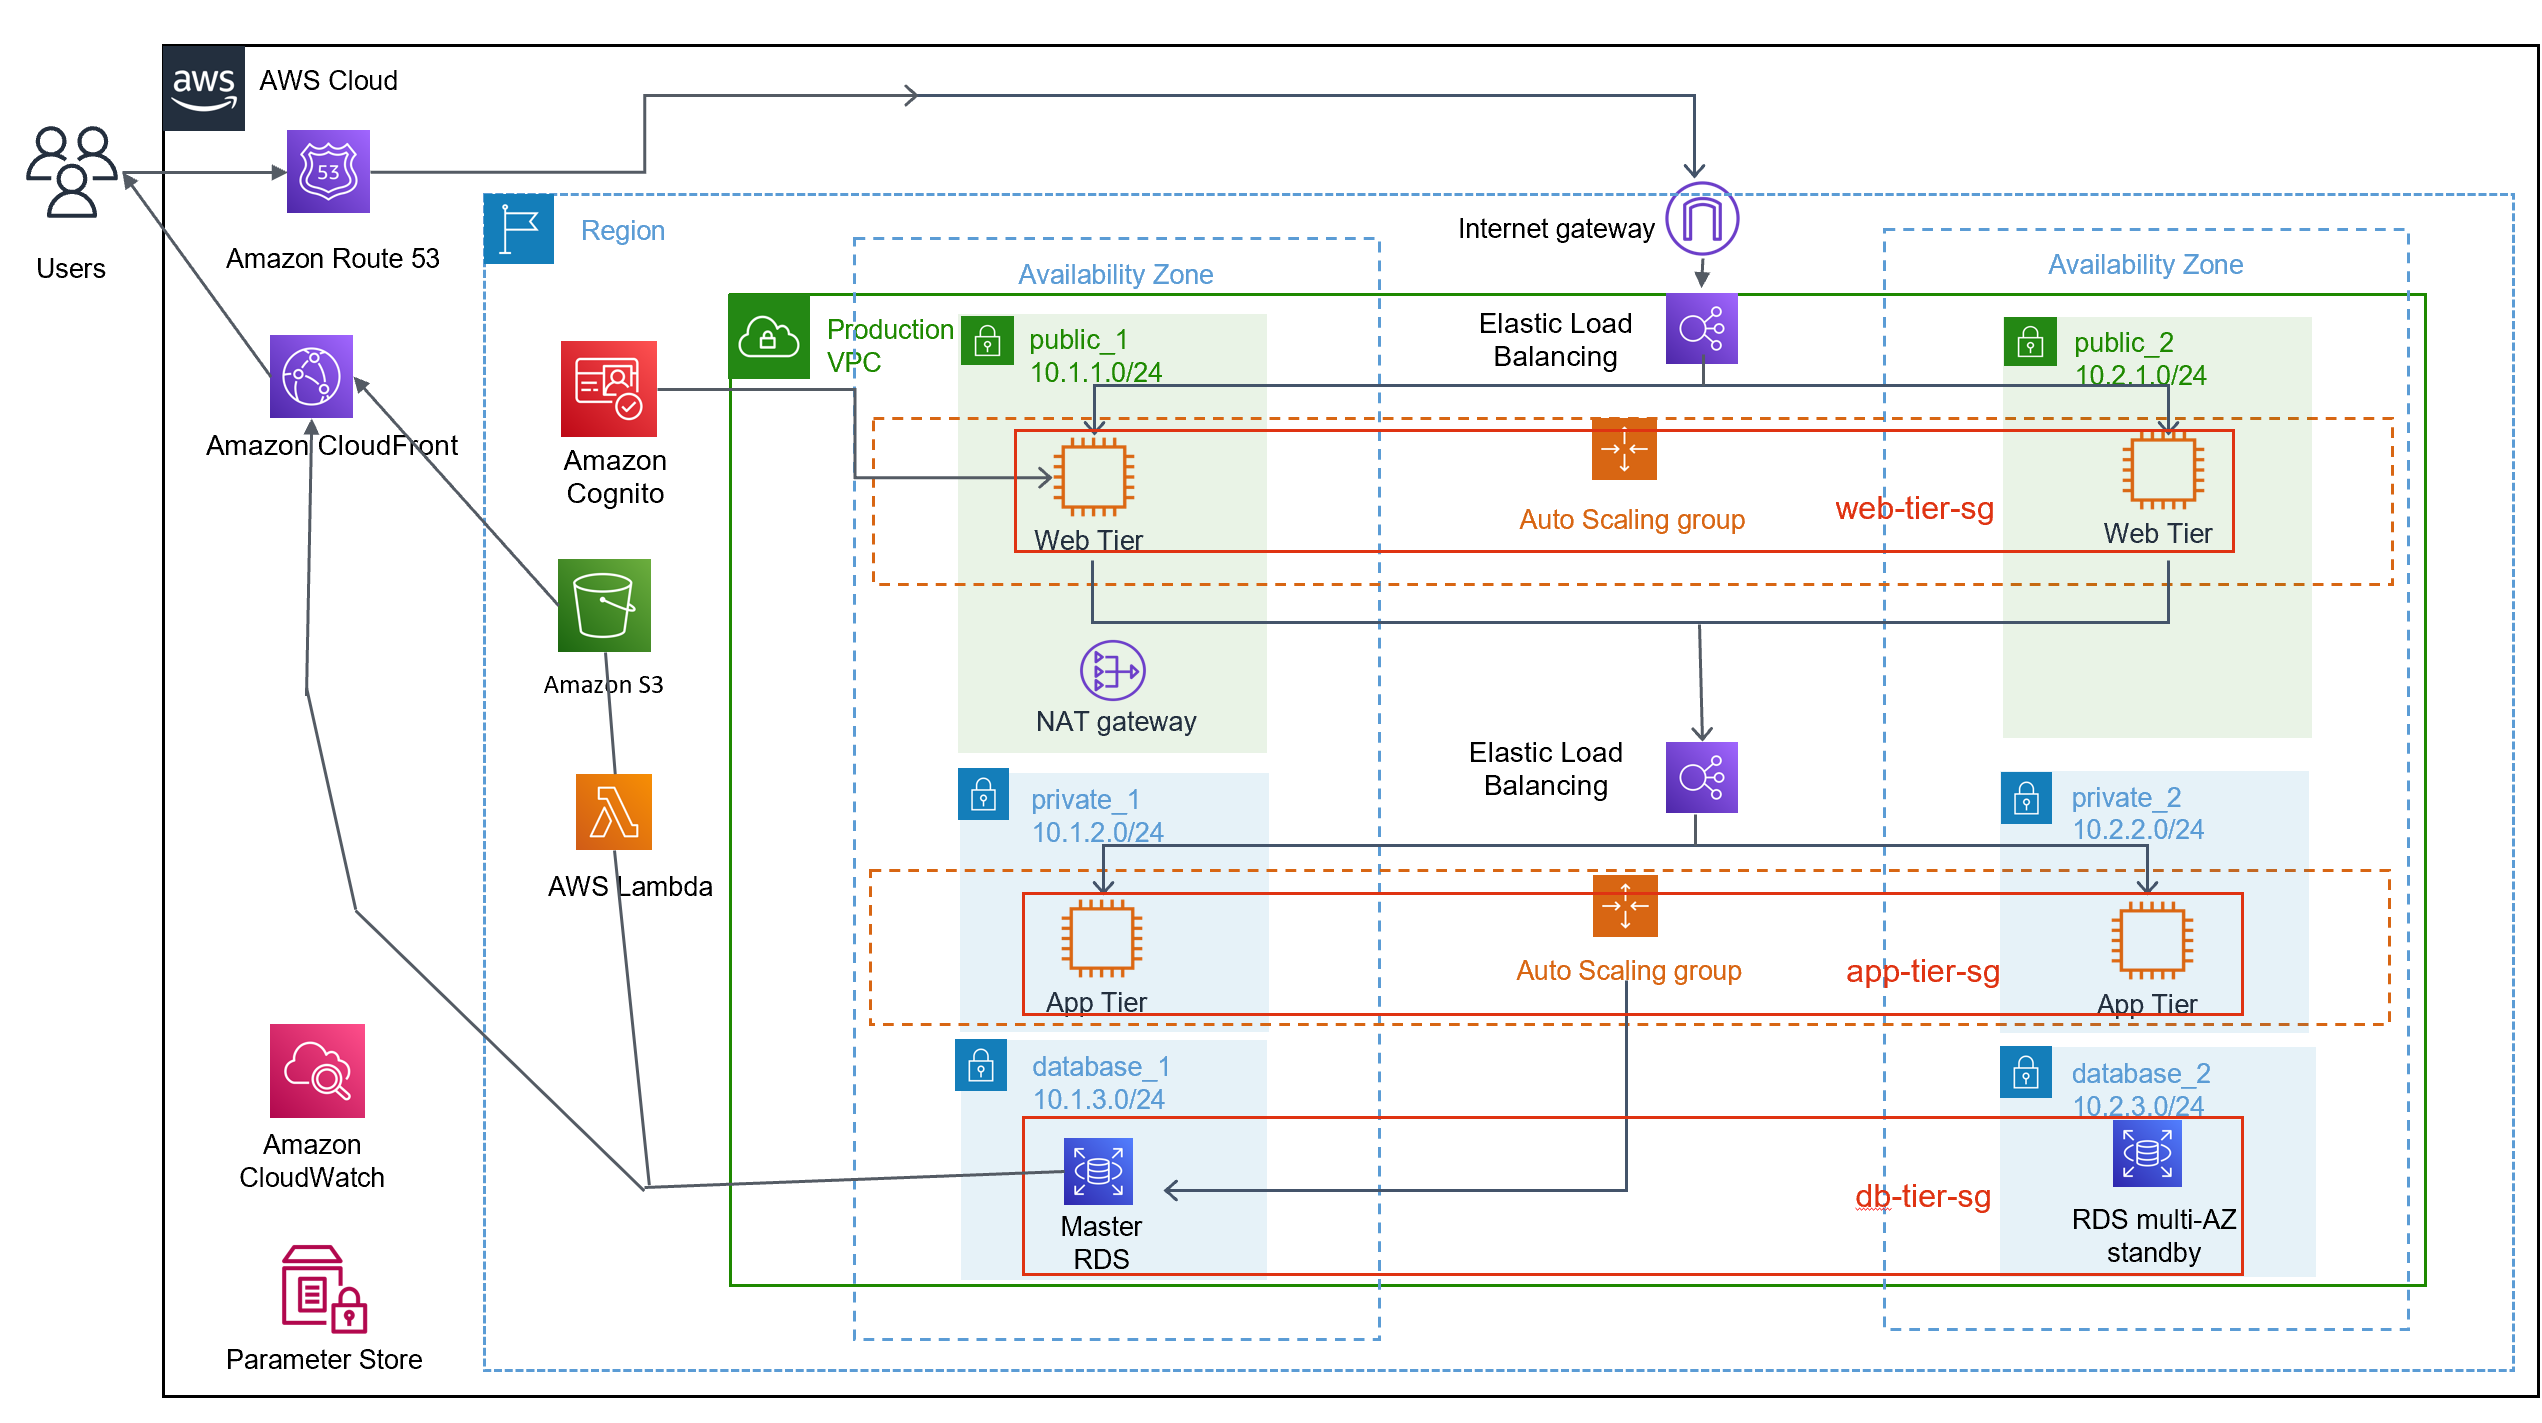 aws
AWS Cloud
53
Users
Amazon Route 53
Region
Internet gateway
Availability Zone
Availability Zone
Production
VPC
public_1
10.1.1.0/24
Elastic Load
Balancing
public_2
10.2.1.0/24
Amazon CloudFront
Amazon
Cognito
Web Tier
Auto Scaling group
web-tier-sg
Web Tier
Amazon S3
NAT gateway
Elastic Load
Balancing
private_1
10.1.2.0/24
private_2
10.2.2.0/24
AWS Lambda
App Tier
Auto Scaling group
app-tier-sg
App Tier
database_1
10.1.3.0/24
database_2
10.2.3.0/24
Amazon
CloudWatch
Master
RDS
db-tier-sg
RDS multi-AZ
standby
Parameter Store